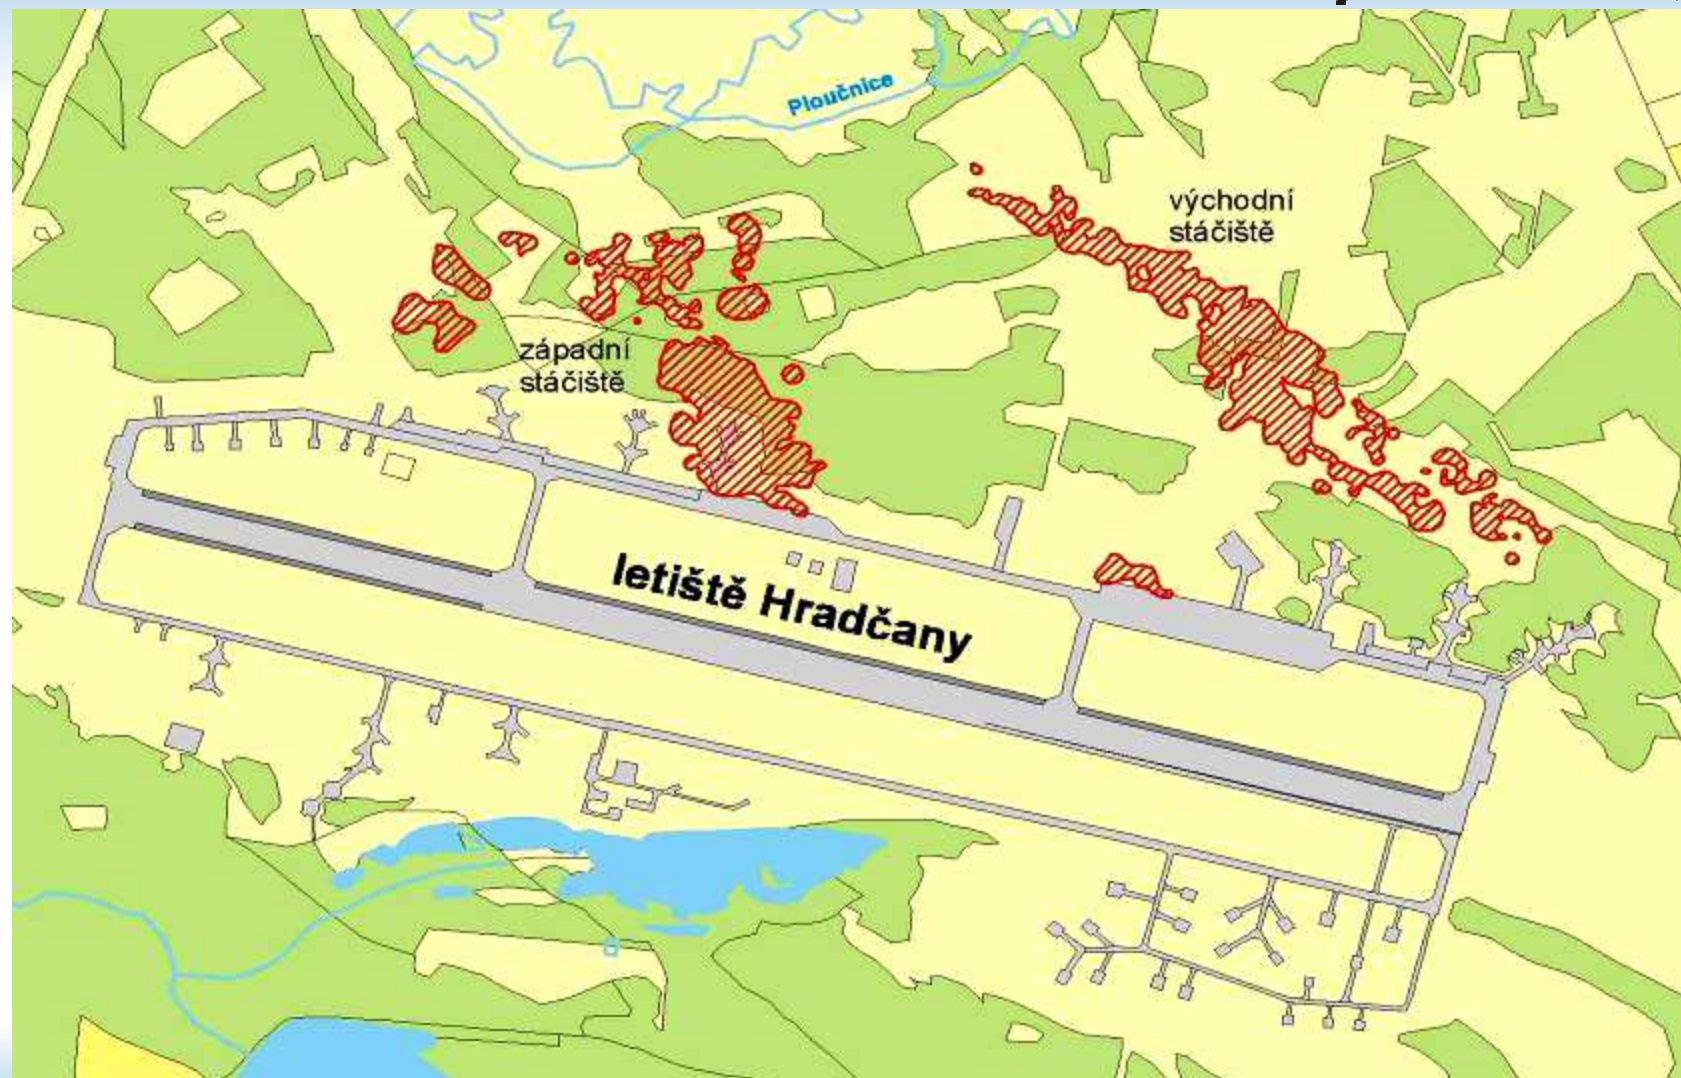 Ploučnice
východní
stáčiště
západní
stáčiště
letiště Hradčany